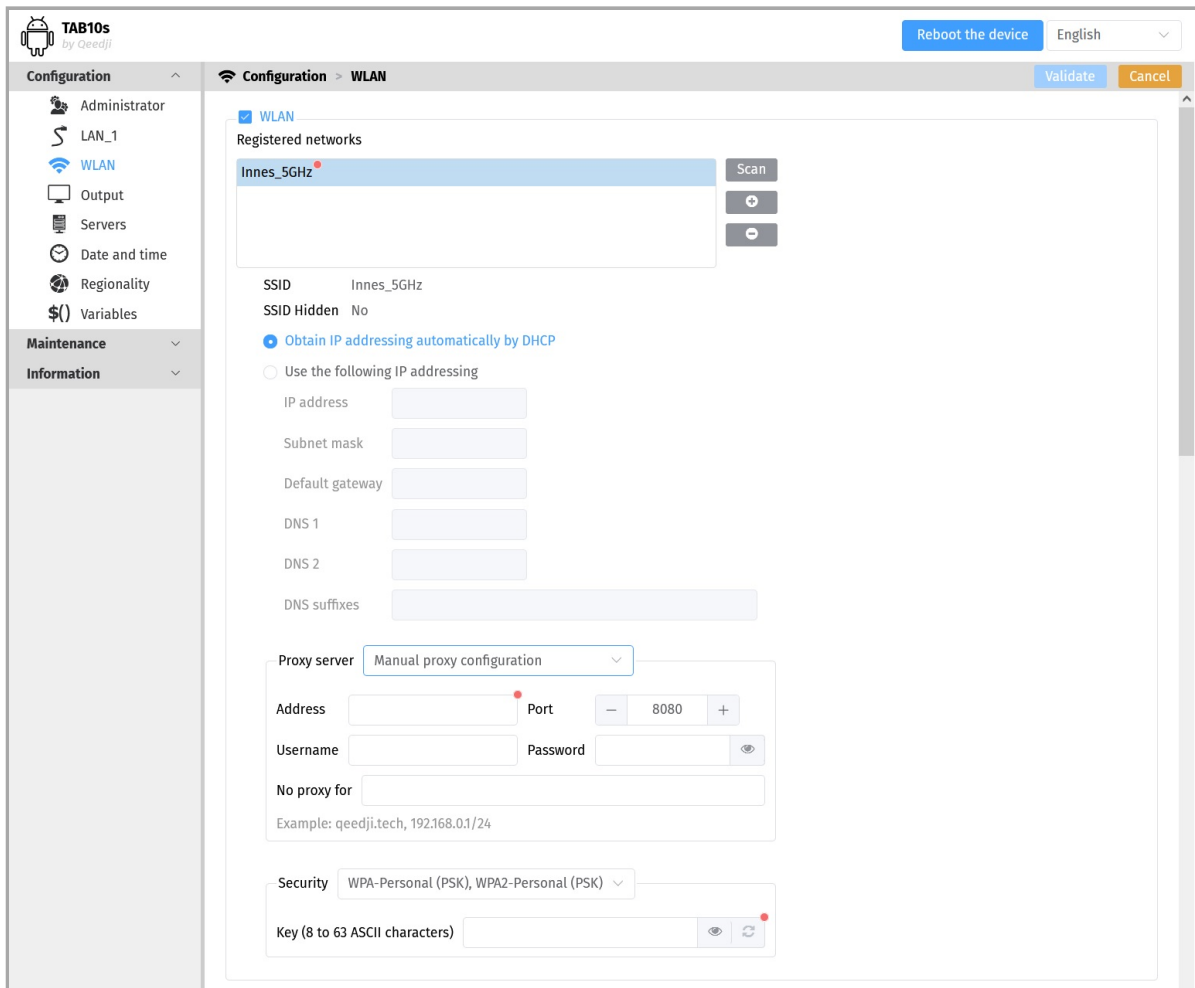 TAB10s
by Qeedji
Reboot the device
English
Configuration
Administrator
LAN_1
WLAN
Output
Servers
Date and time
Regionality
$() Variables
Maintenance
Information
Configuration > WLAN
Validate
Cancel
WLAN
Registered networks
Innes_5GHz
Scan
SSID Innes_5GHz
SSID Hidden No
Obtain IP addressing automatically by DHCP
Use the following IP addressing
IP address
Subnet mask
Default gateway
DNS 1
DNS 2
DNS suffixes
Proxy server Manual proxy configuration
Address Port 8080
Username Password
No proxy for
Example: qeedji.tech, 192.168.0.1/24
Security WPA-Personal (PSK), WPA2-Personal (PSK)
Key (8 to 63 ASCII characters)